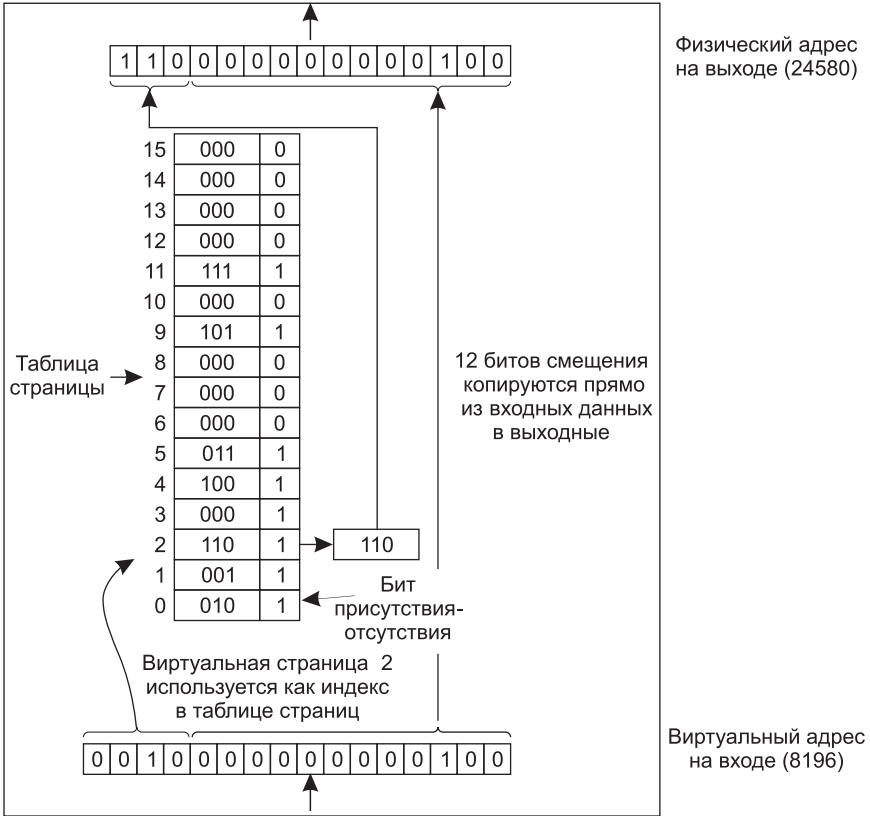 1 1 0 0 0 0 0 0 0 0 0 0 1 0 0
Физический адрес
на выходе (24580)
15 000 0
14 000 0
13 000 0
12 000 0
11 111 1
10 000 0
9 101 1
8 000 0
7 000 0
6 000 0
5 011 1
4 100 1
3 000 1
2 110 1 110
1 001 1
0 010 1
Таблица
страницы
12 битов смещения
копируются прямо
из входных данных
в выходные
Бит
присутствия-
отсутствия
Виртуальная страница 2
используется как индекс
в таблице страниц
0 0 1 0 0 0 0 0 0 0 0 0 0 1 0 0
Виртуальный адрес
на входе (8196)